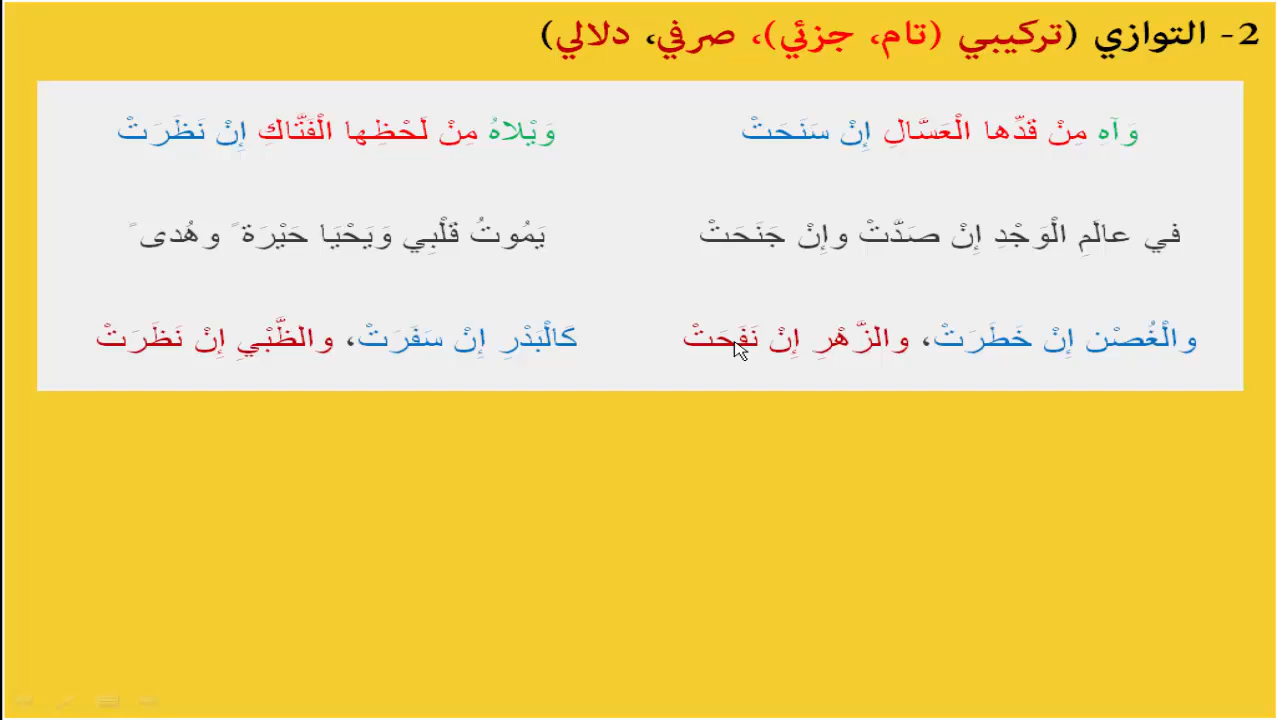 2- التوازي (تركيبي (تام، جزئي)، صرفي، دلالي)
وَآهِ مِنْ قَدِّها الْعَسَّالِ إِنْ سَنَحَتْ وَيْلاهُ مِنْ لَحْظِها الْفَتَّاكِ إِنْ نَظَرَتْ
في عالَمِ الْوَجْدِ إِنْ صَدَّتْ وإِنْ جَنَحَتْ يَمُوتُ قَلْبِي وَيَحْيَا حَيْرَة ً وهُدى ً
والْغُصْن إِنْ خَطَرَتْ، والزَّهْرِ إِنْ نَفَحَتْ كَالْبَدْرِ إِنْ سَفَرَتْ، والظَّبْيِ إِنْ نَظَرَتْ